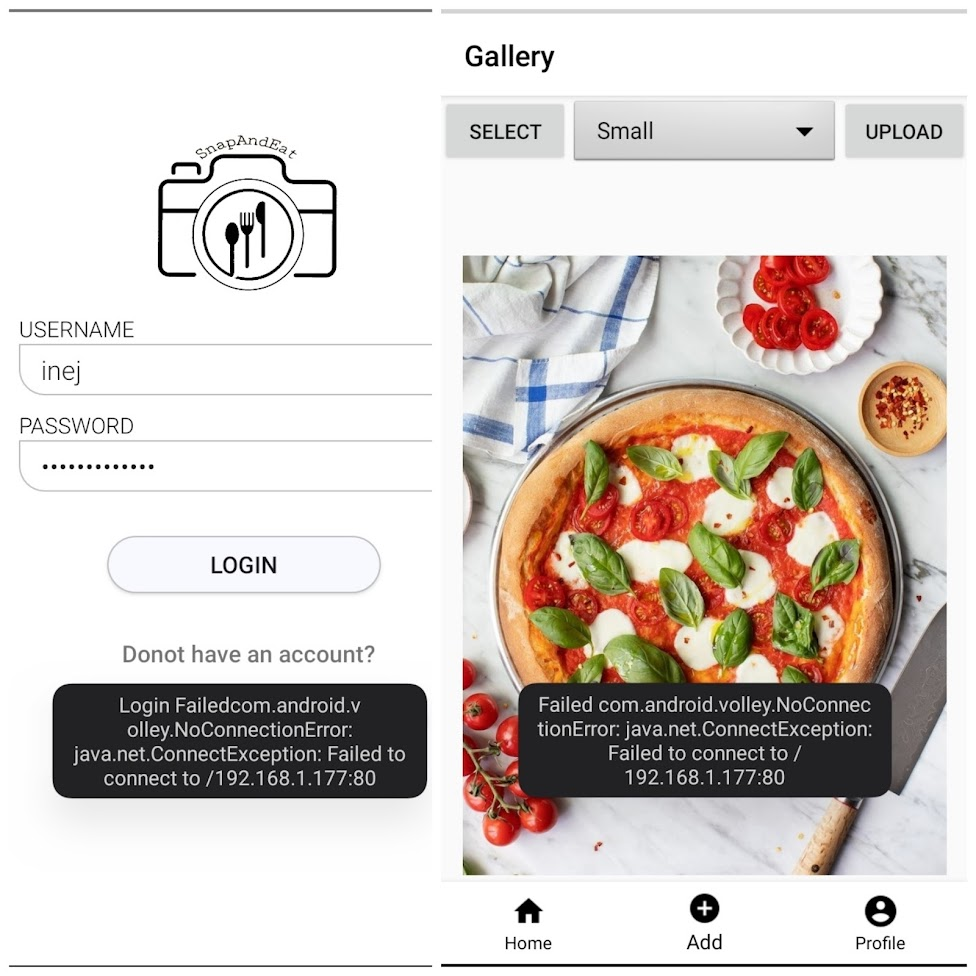 SnapAndEat
USERNAME
inej
PASSWORD
•••••••••••••
LOGIN
Donot have an account?
Login Failedcom.android.v
olley.NoConnectionError:
java.net.ConnectException: Failed to
connect to /192.168.1.177:80
Gallery
SELECT
Small
UPLOAD
Failed com.android.volley.NoConnec
tionError: java.net.ConnectException:
Failed to connect to /
192.168.1.177:80
Home
Add
Profile